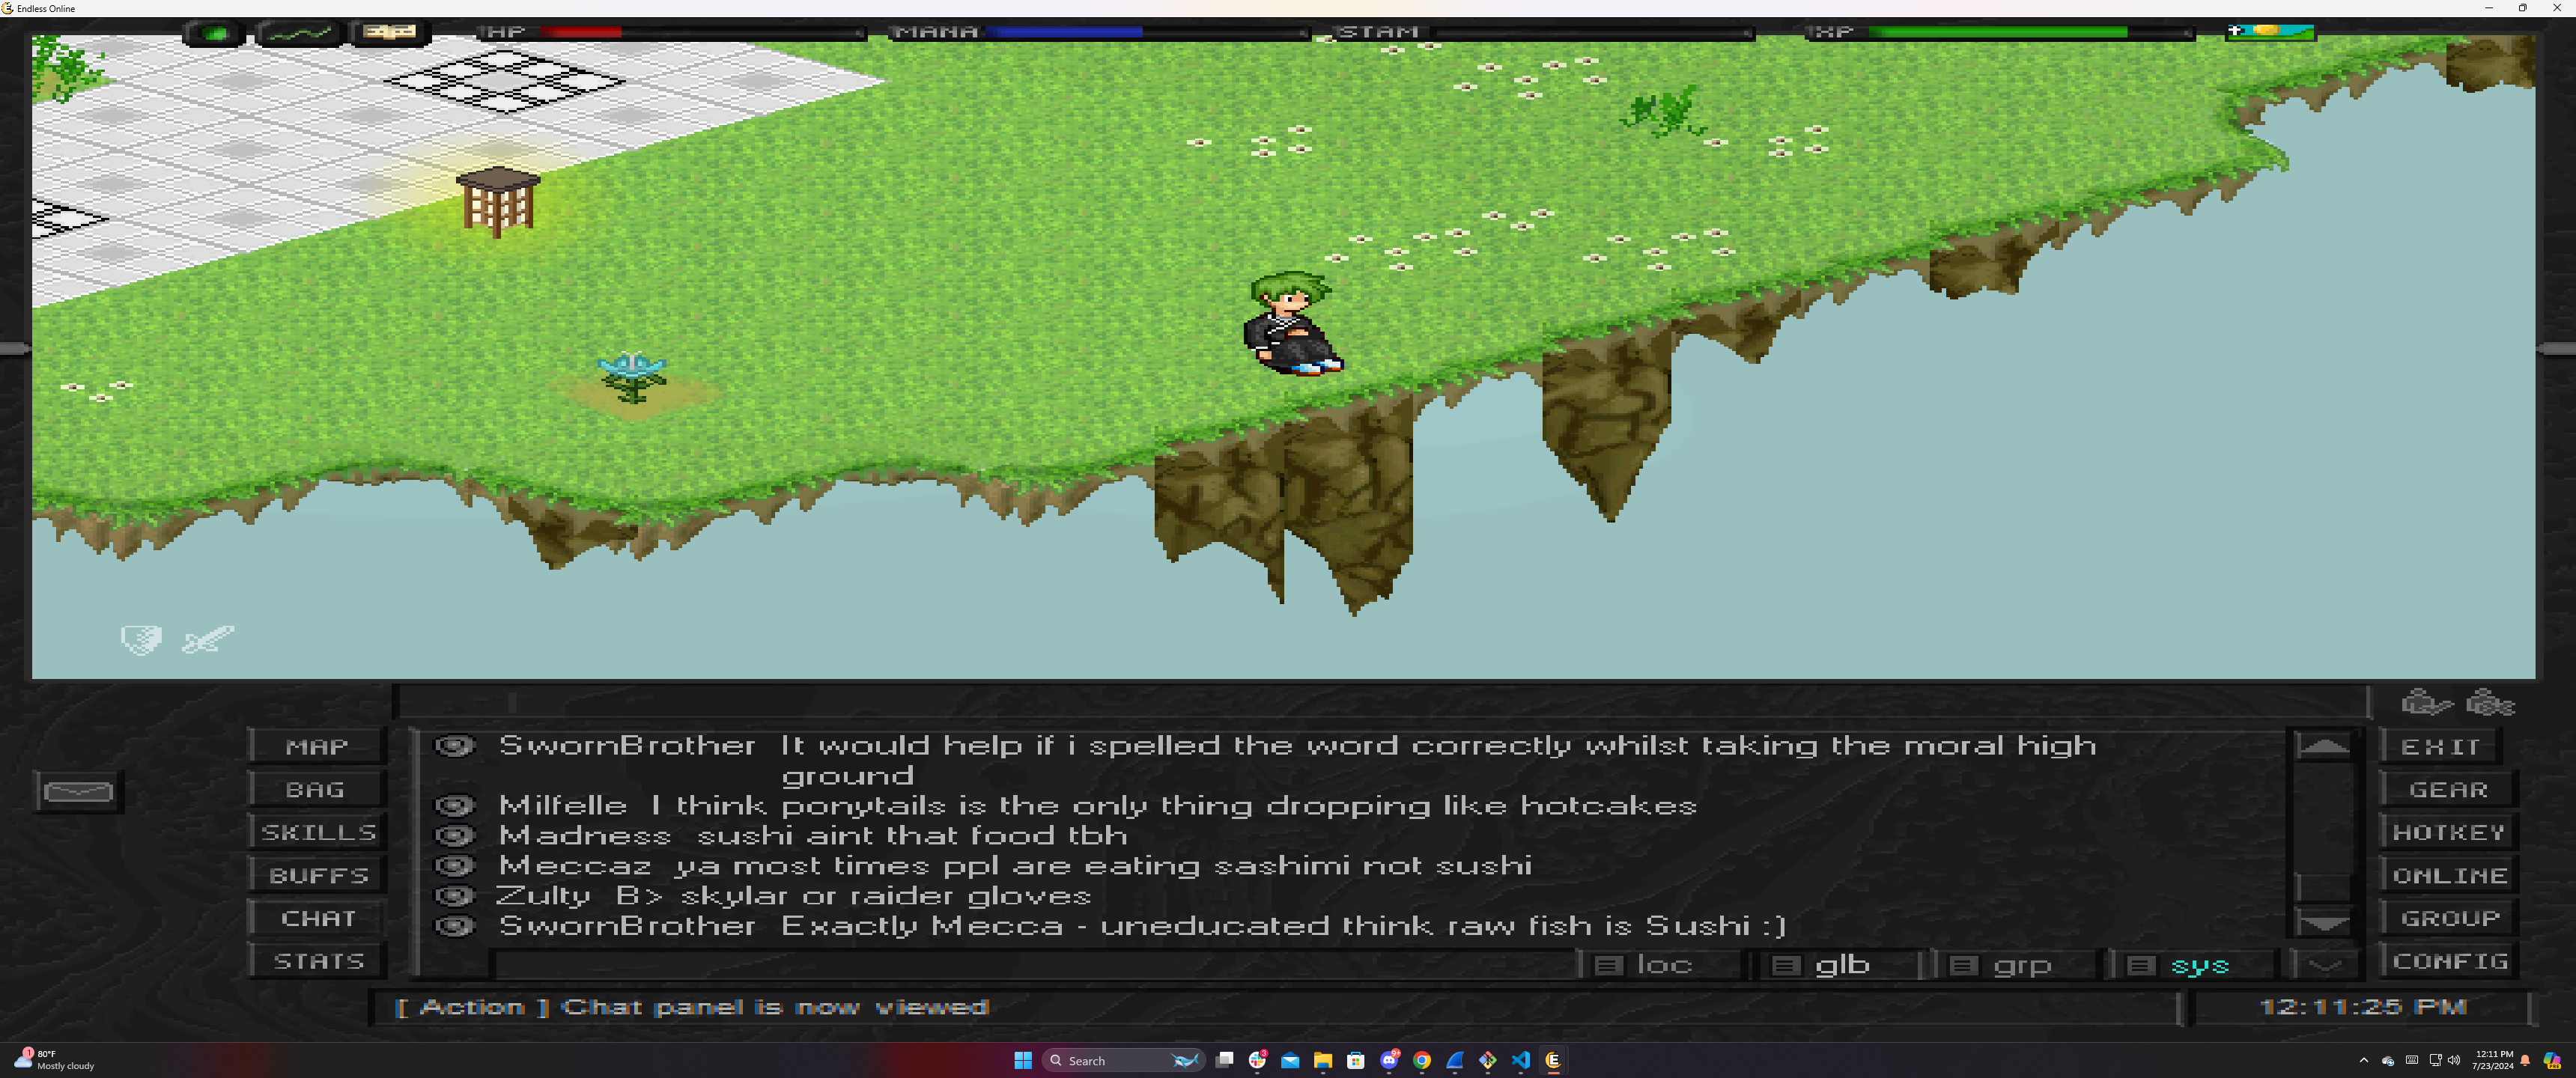 Endless Online
HP
MANA
STAM
XP
MAP
BAG
SKILLS
BUFFS
CHAT
STATS
SwornBrother It would help if i spelled the word correctly whilst taking the moral high
ground
Milfelle I think ponytails is the only thing dropping like hotcakes
Madness sushi aint that food tbh
Meccaz ya most times ppl are eating sashimi not sushi
Zulty B> skylar or raider gloves
SwornBrother Exactly Mecca - uneducated think raw fish is Sushi :)
loc
glb
grp
sys
EXIT
GEAR
HOTKEY
ONLINE
GROUP
CONFIG
[ Action ] Chat panel is now viewed
12:11:25 PM
1
80°F
Mostly cloudy
Search
3
9+
12:11 PM
7/23/2024